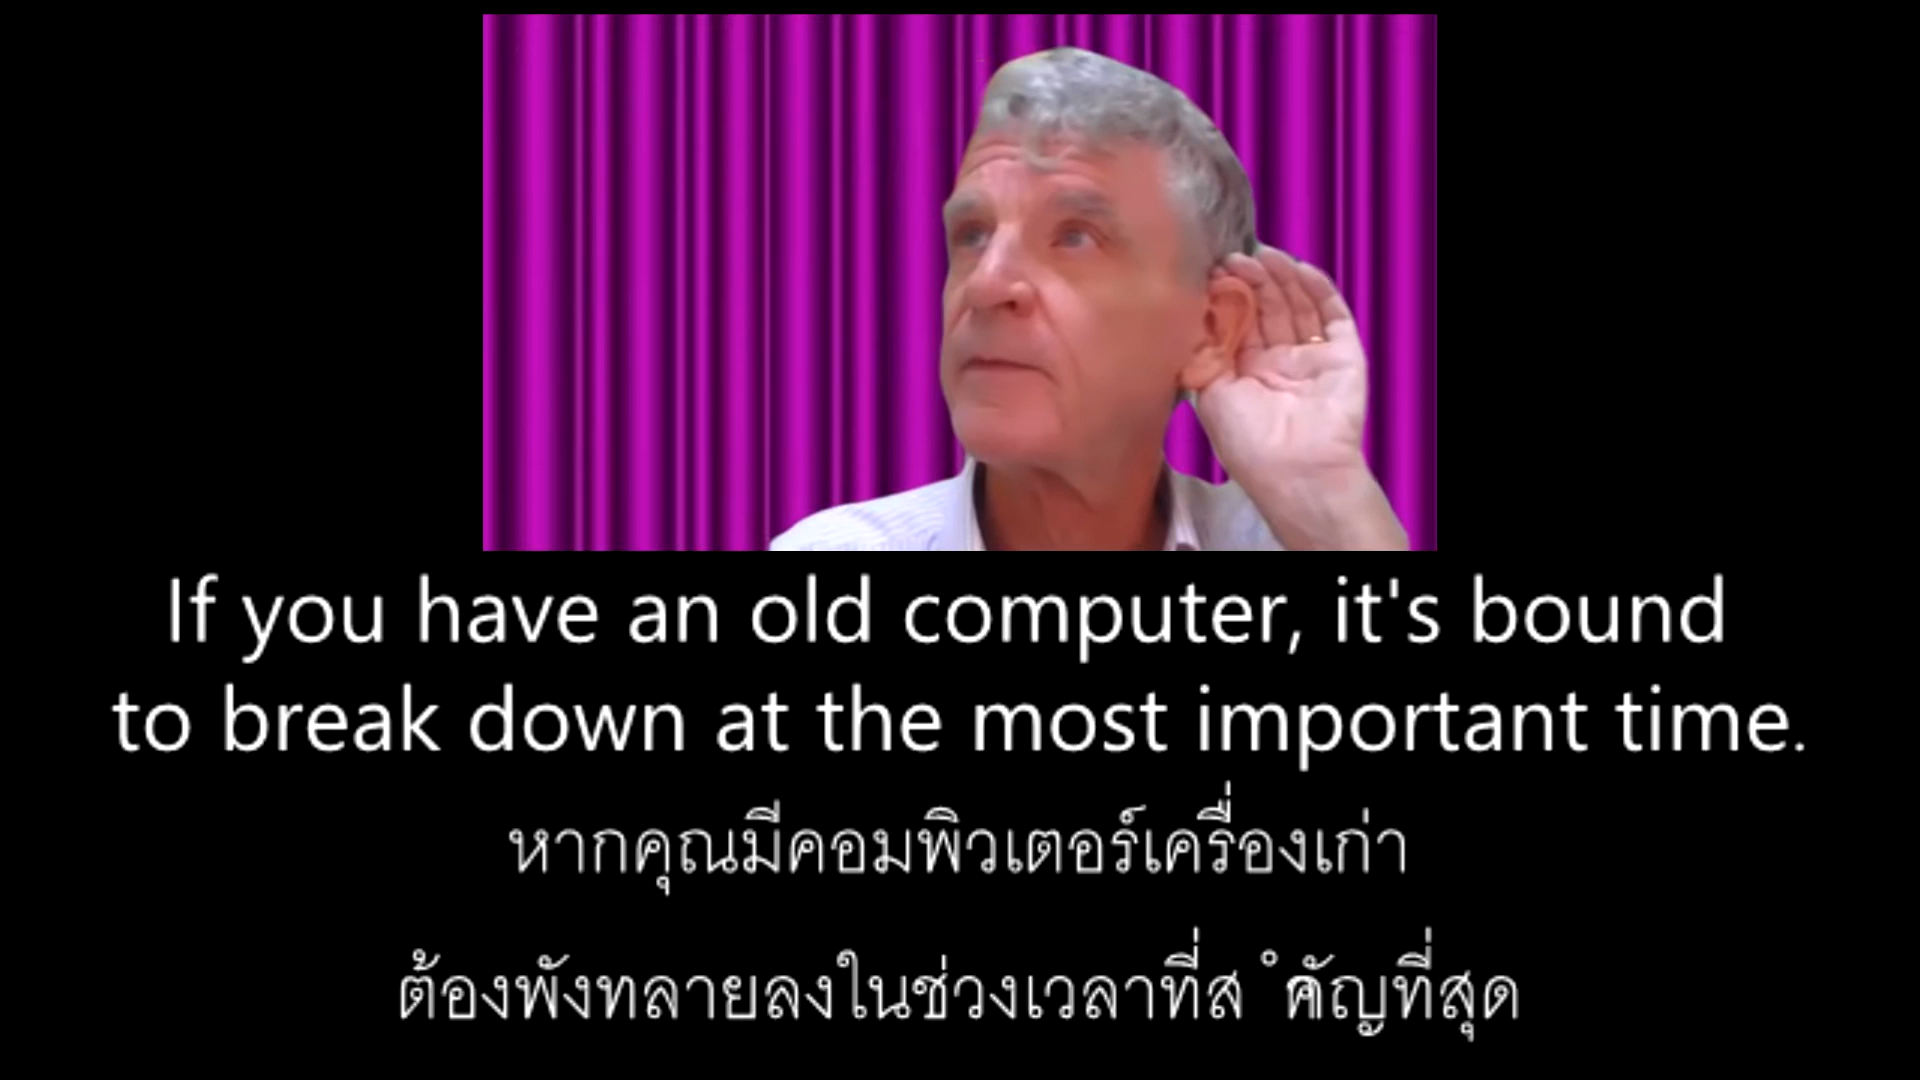 If you have an old computer, it's bound
to break down at the most important time.
หากคุณมีคอมพิวเตอร์เครื่องเก่า
ต้องพังทลายลงในช่วงเวลาที่สำคัญที่สุด